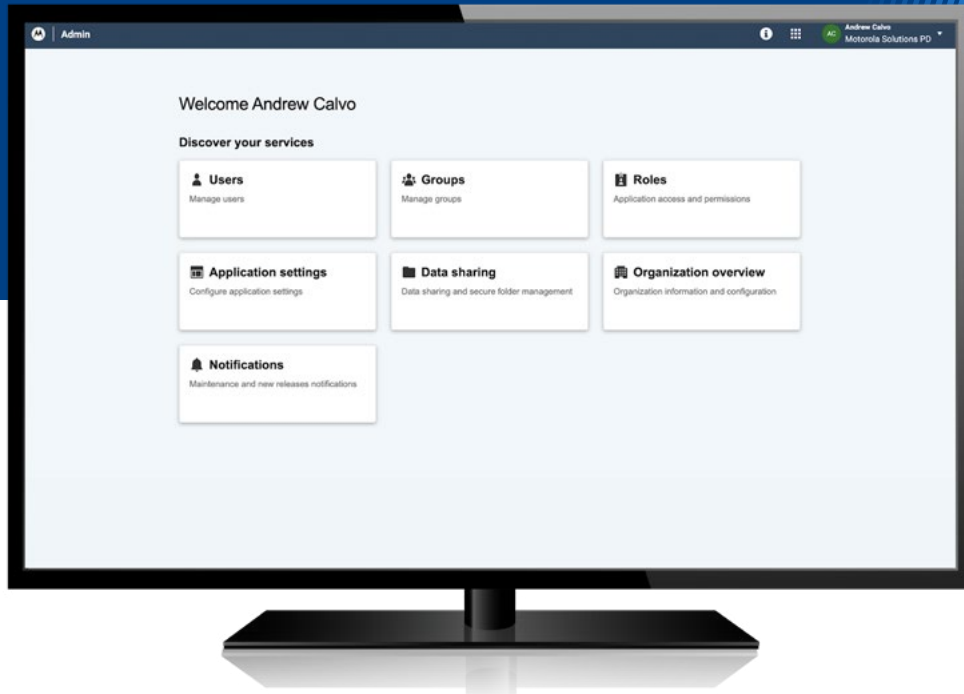 Admin
Andrew Calvo
AC
Motorola Solutions PD
Welcome Andrew Calvo
Discover your services
Users
Groups
Roles
Manage users
Manage groups
Application access and permissions
Application settings
Data sharing
Organization overview
Configure application settings
Data sharing and secure folder management
Organization information and configuration
Notifications
Maintenance and new releases notifications